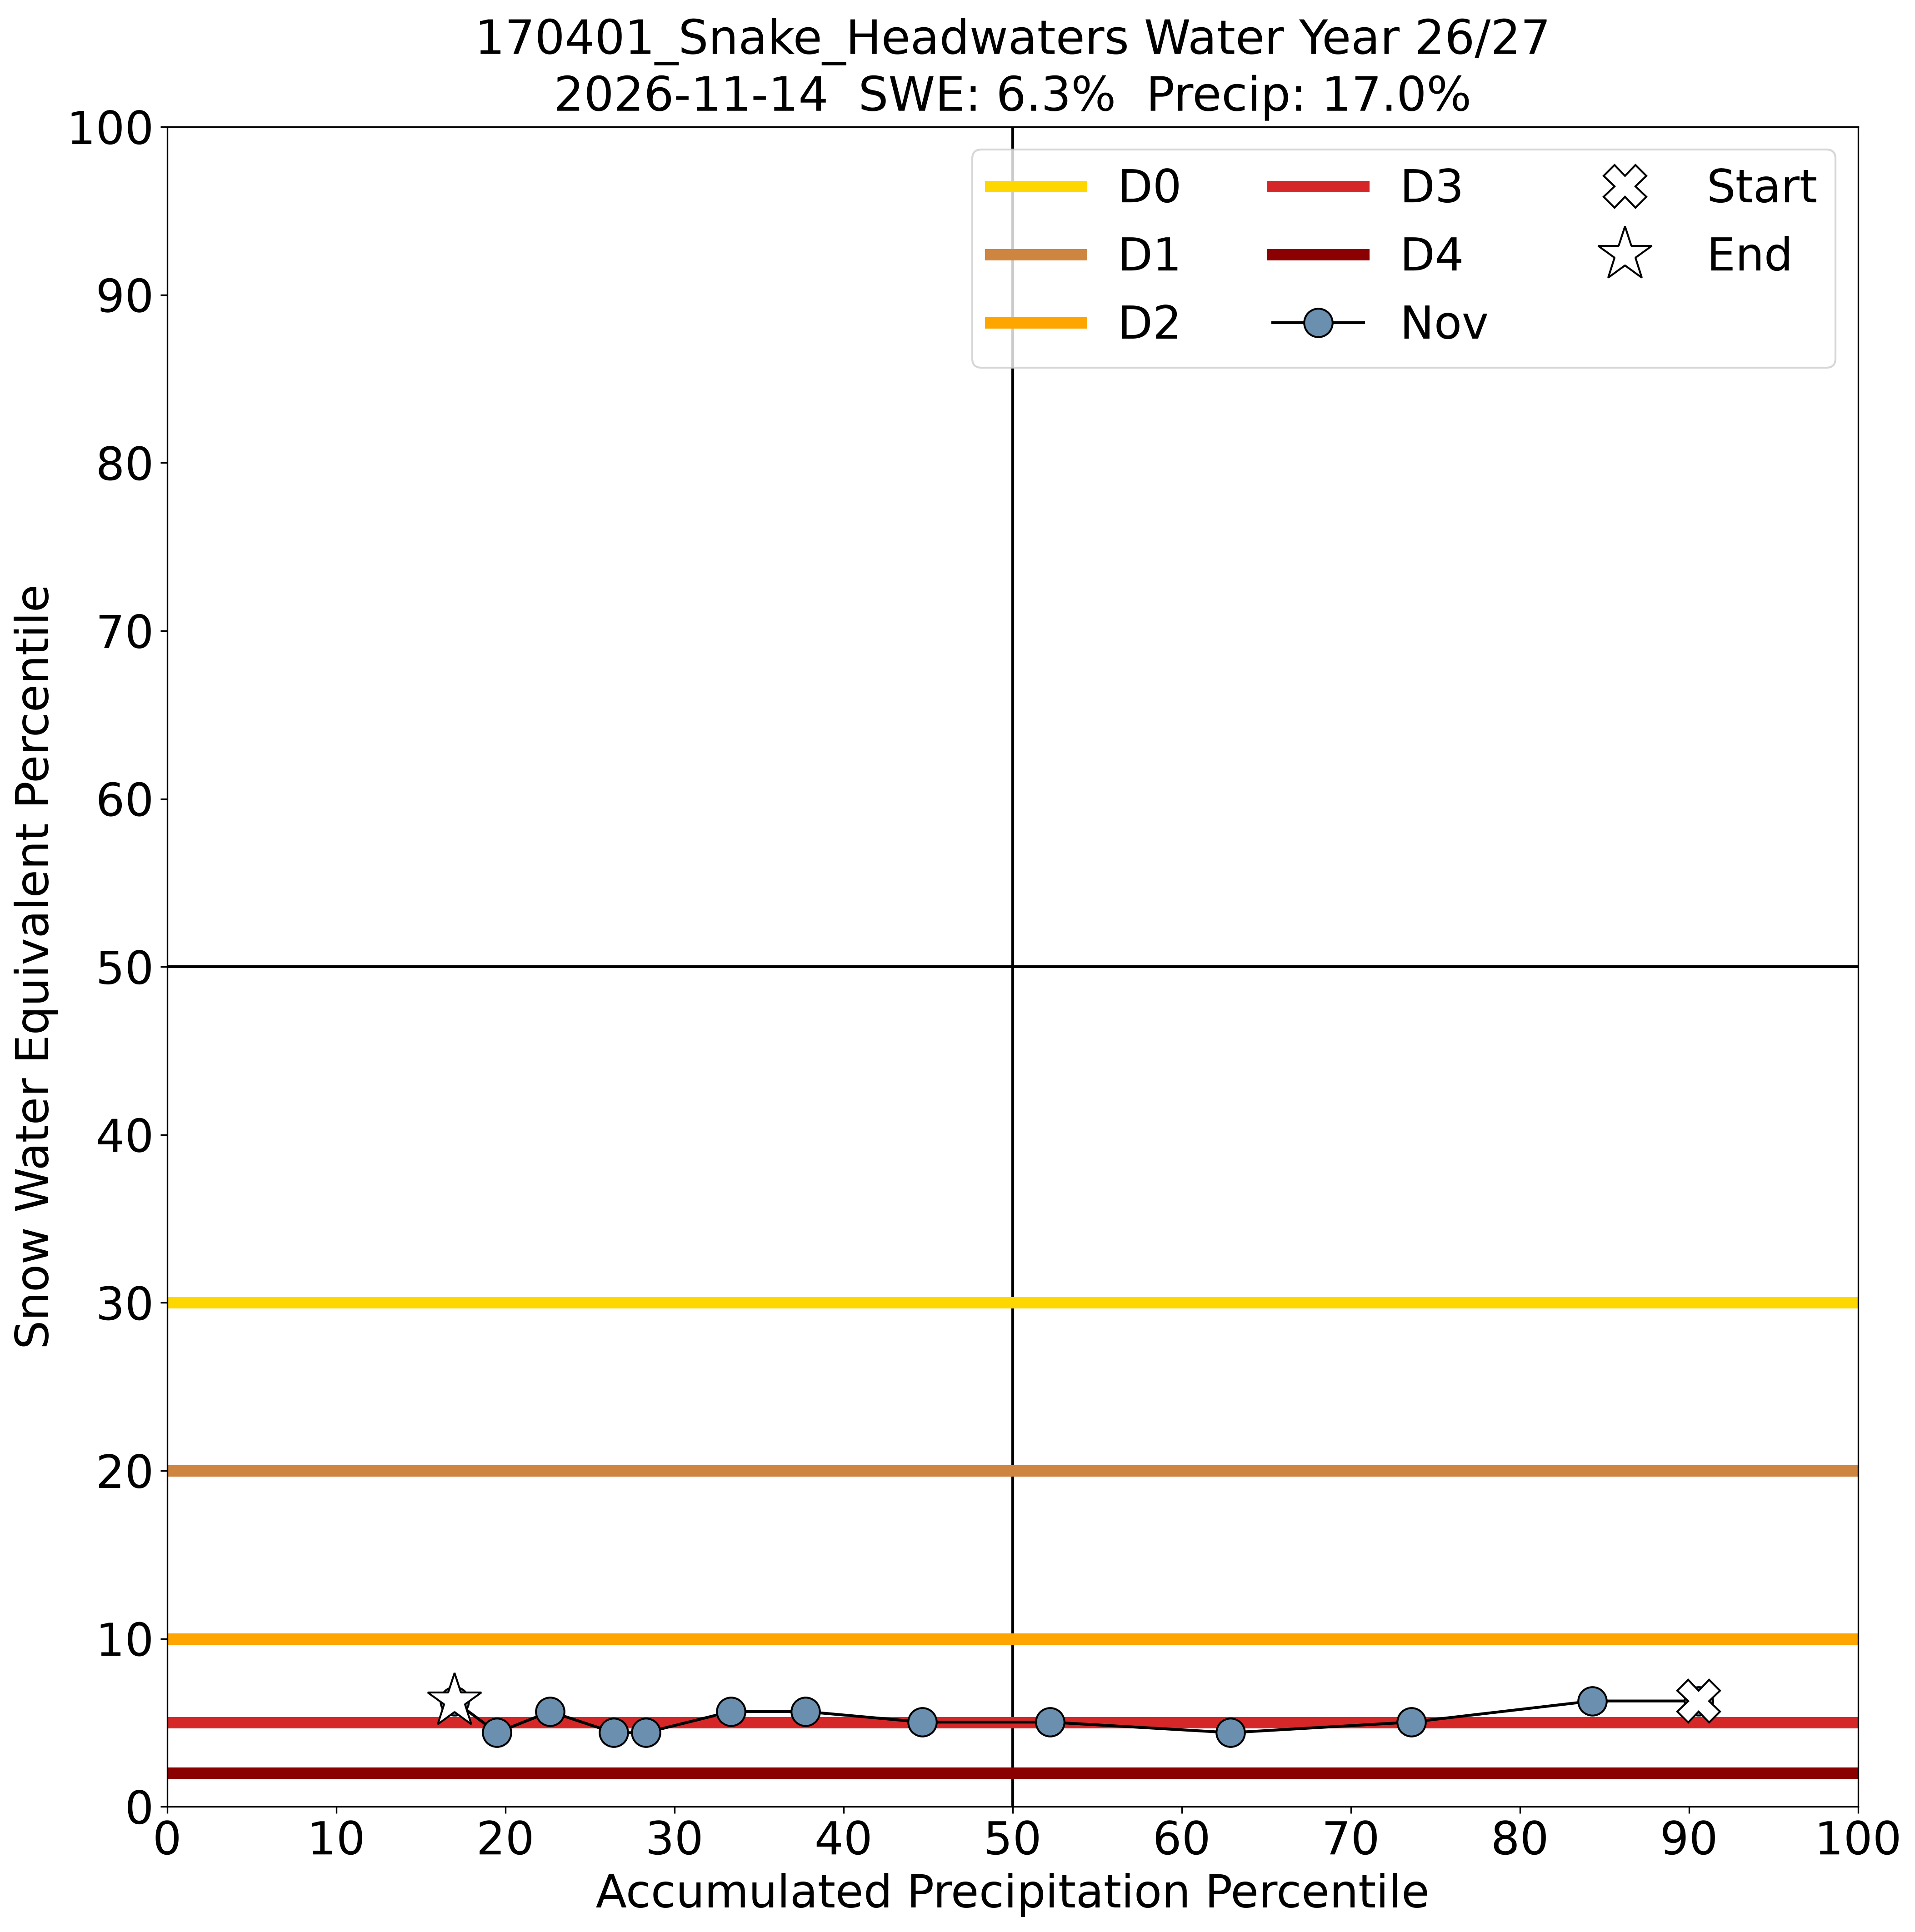 170401_Snake_Headwaters Water Year 26/27
2026-11-14 SWE: 6.3% Precip: 17.0%
D0
D1
D2
D3
D4
Nov
Start
End
Snow Water Equivalent Percentile
100
90
80
70
60
50
40
30
20
10
0
0 10 20 30 40 50 60 70 80 90 100
Accumulated Precipitation Percentile